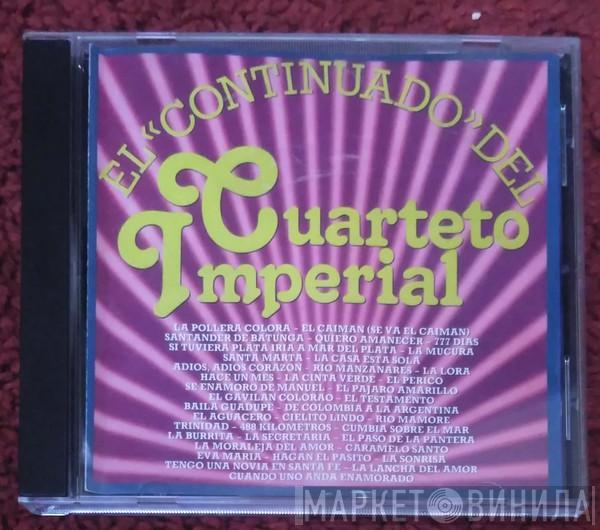 EL «CONTINUADO» DEL
Cuarteto
Imperial
LA POLLERA COLORA - EL CAIMAN (SE VA EL CAIMAN)
SANTANDER DE BATUNGA - QUIERO AMANECER - 777 DIAS
SI TUVIERA PLATA IRIA A MAR DEL PLATA - LA MUCURA
SANTA MARTA - LA CASA ESTA SOLA
ADIOS, ADIOS CORAZON - RIO MANZANARES - LA LORA
HACE UN MES - LA CINTA VERDE - EL PERICO
SE ENAMORO DE MANUEL - EL PAJARO AMARILLO
EL GAVILAN COLORAO - EL TESTAMENTO
BAILA GUADUPE - DE COLOMBIA A LA ARGENTINA
EL AGUACERO - CIELITO LINDO - RIO MAMORE
TRINIDAD - 488 KILOMETROS - CUMBIA SOBRE EL MAR
LA BURRITA - LA SECRETARIA - EL PASO DE LA PANTERA
LA MORALEJA DEL AMOR - CARAMELO SANTO
EVA MARIA - HAGAN EL PASITO - LA SONRISA
TENGO UNA NOVIA EN SANTA FE - LA LANCHA DEL AMOR
CUANDO UNO ANDA ENAMORADO
МАРКЕТ ВИНИЛА